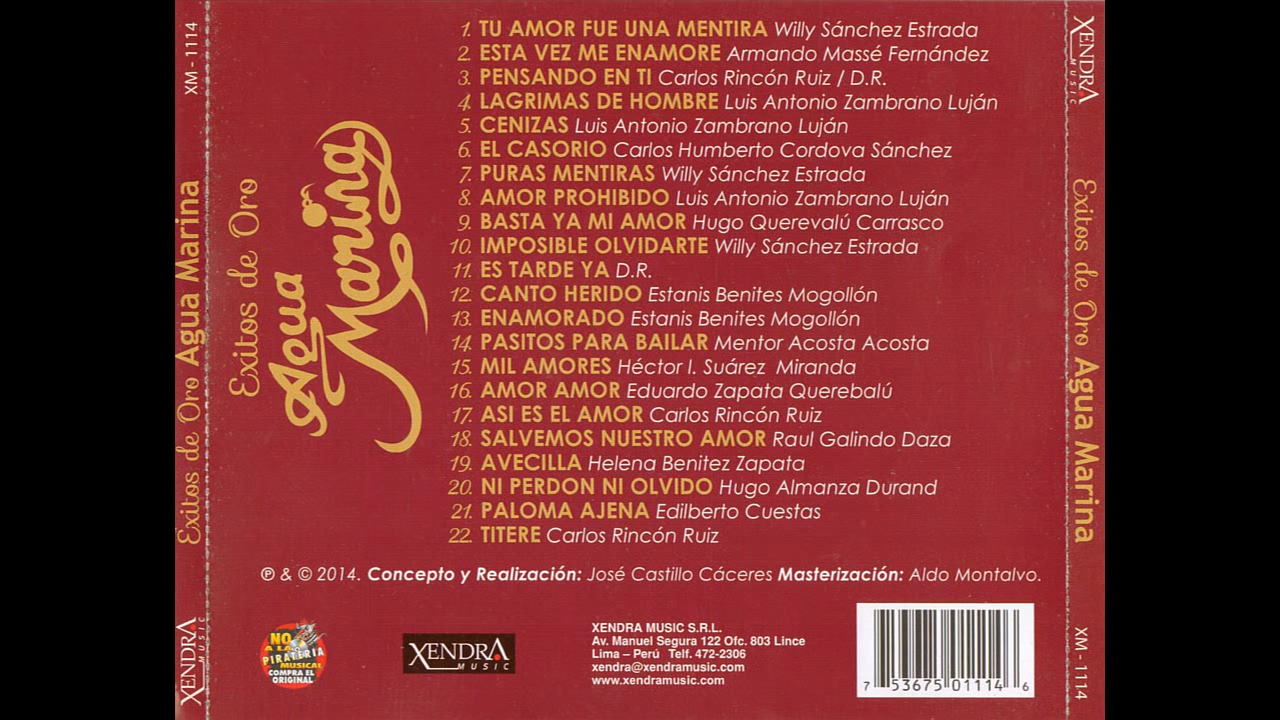 XM - 1114
Exitos de Oro Agua Marina
XENDRA
MUSIC
Exitos de Oro
Agua
Marina
1. TU AMOR FUE UNA MENTIRA Willy Sánchez Estrada
2. ESTA VEZ ME ENAMORE Armando Massé Fernández
3. PENSANDO EN TI Carlos Rincón Ruiz / D.R.
4. LAGRIMAS DE HOMBRE Luis Antonio Zambrano Luján
5. CENIZAS Luis Antonio Zambrano Luján
6. EL CASORIO Carlos Humberto Cordova Sánchez
7. PURAS MENTIRAS Willy Sánchez Estrada
8. AMOR PROHIBIDO Luis Antonio Zambrano Luján
9. BASTA YA MI AMOR Hugo Querevalú Carrasco
10. IMPOSIBLE OLVIDARTE Willy Sánchez Estrada
11. ES TARDE YA D.R.
12. CANTO HERIDO Estanis Benites Mogollón
13. ENAMORADO Estanis Benites Mogollón
14. PASITOS PARA BAILAR Mentor Acosta Acosta
15. MIL AMORES Héctor I. Suárez Miranda
16. AMOR AMOR Eduardo Zapata Querebalú
17. ASI ES EL AMOR Carlos Rincón Ruiz
18. SALVEMOS NUESTRO AMOR Raul Galindo Daza
19. AVECILLA Helena Benitez Zapata
20. NI PERDON NI OLVIDO Hugo Almanza Durand
21. PALOMA AJENA Edilberto Cuestas
22. TITERE Carlos Rincón Ruiz
℗ & © 2014. Concepto y Realización: José Castillo Cáceres Masterización: Aldo Montalvo.
NO
A LA
PIRATERIA
MUSICAL
COMPRA EL
ORIGINAL
XENDRA
MUSIC
XENDRA MUSIC S.R.L.
Av. Manuel Segura 122 Ofc. 803 Lince
Lima – Perú Telf. 472-2306
xendra@xendramusic.com
www.xendramusic.com
7 53675 01114 6
XENDRA
MUSIC
Exitos de Oro Agua Marina
XM - 1114